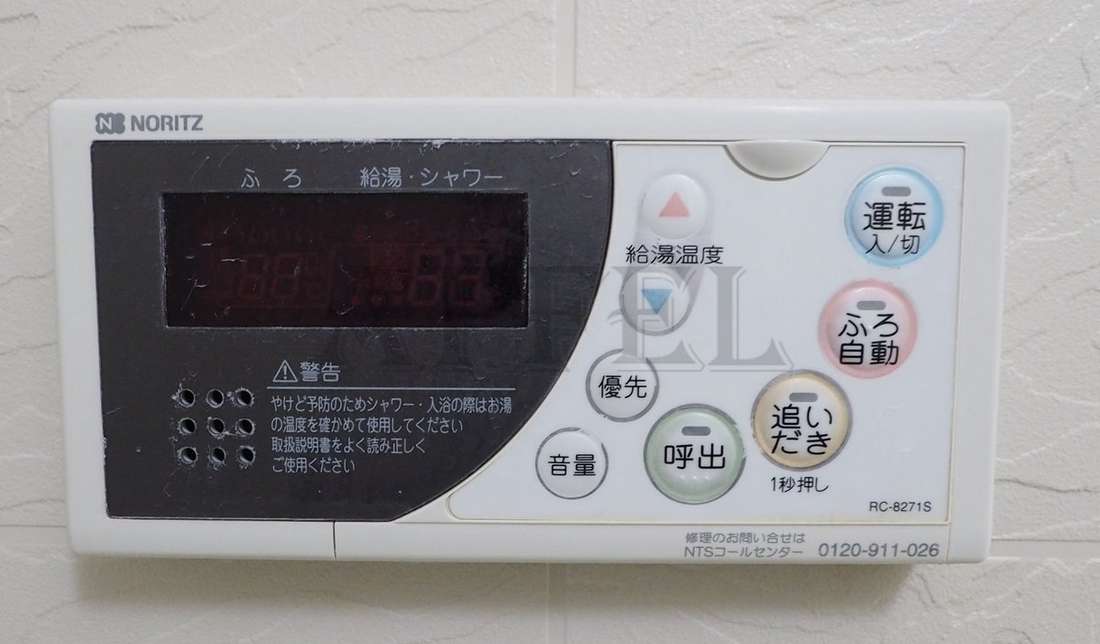 NORITZ
ふろ 給湯・シャワー
給湯温度
運転
入/切
ふろ
自動
優先
追い
だき
1秒押し
呼出
音量
⚠警告
やけど予防のためシャワー・入浴の際はお湯
の温度を確かめて使用してください
取扱説明書をよく読み正しく
ご使用ください
RC-8271S
修理のお問い合せは
NTSコールセンター 0120-911-026